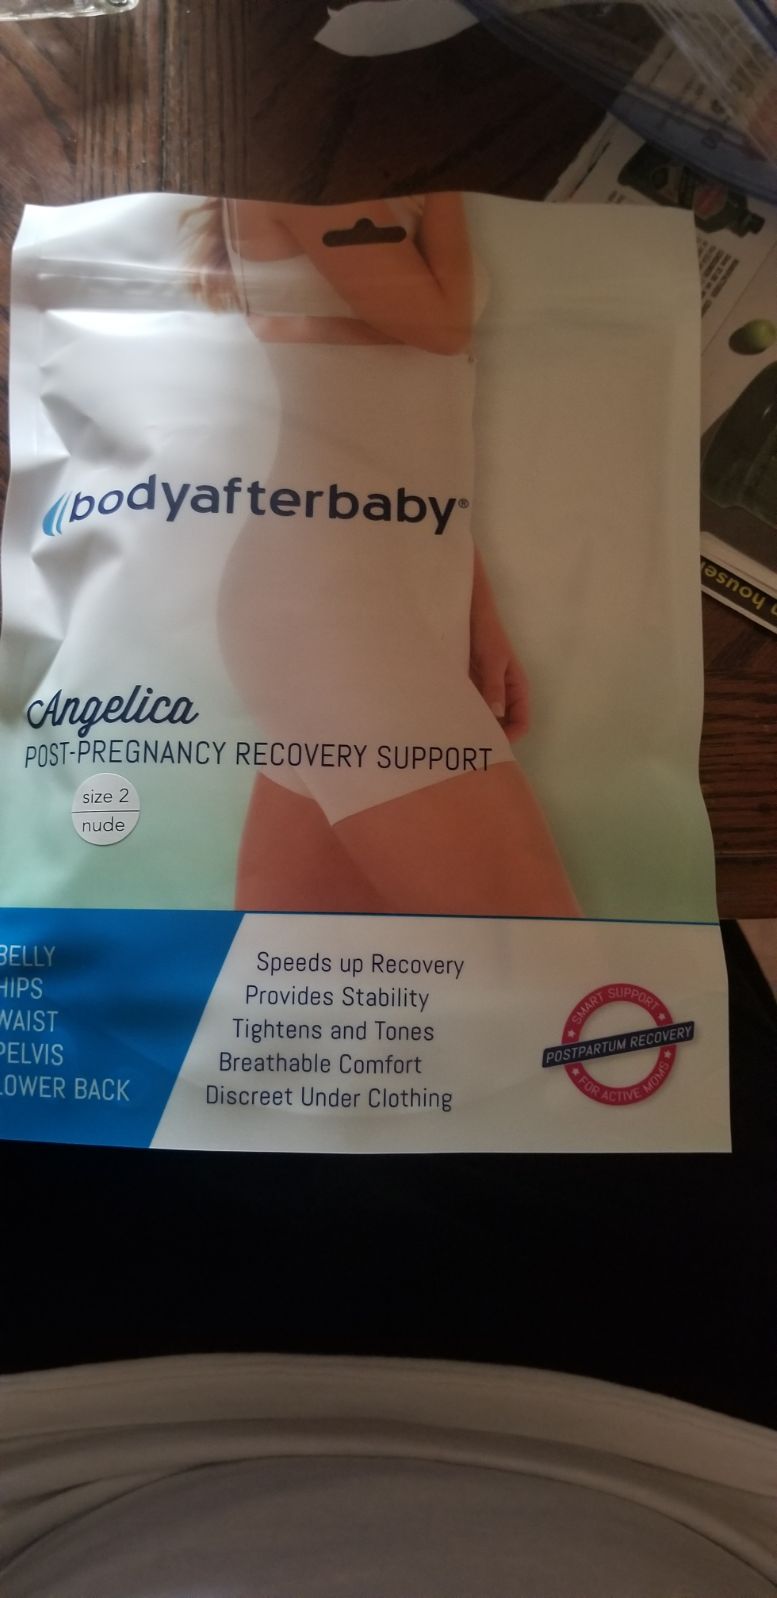 bodyafterbaby®
Angelica
POST-PREGNANCY RECOVERY SUPPORT
size 2
nude
BELLY
HIPS
WAIST
PELVIS
LOWER BACK
Speeds up Recovery
Provides Stability
Tightens and Tones
Breathable Comfort
Discreet Under Clothing
SMART SUPPORT
POSTPARTUM RECOVERY
FOR ACTIVE MOMS